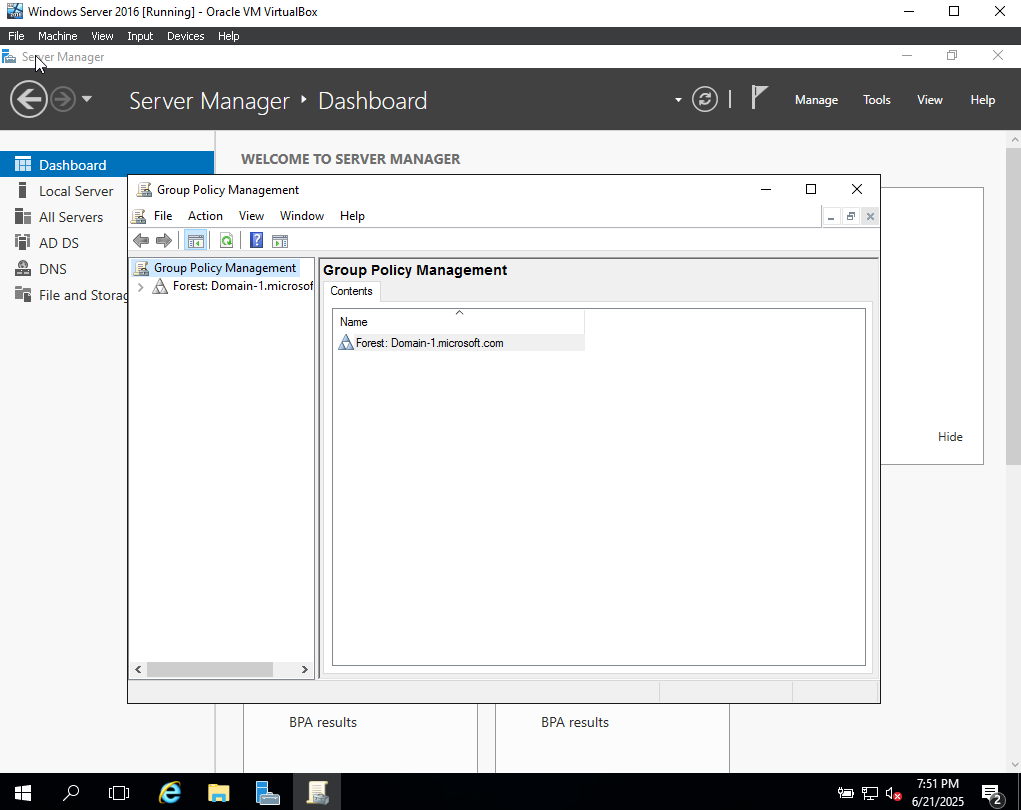 Windows Server 2016 [Running] - Oracle VM VirtualBox
File Machine View Input Devices Help
Server Manager
Server Manager Dashboard
Manage Tools View Help
Dashboard
Local Server
All Servers
AD DS
DNS
File and Storag
WELCOME TO SERVER MANAGER
Group Policy Management
File Action View Window Help
Group Policy Management
Forest: Domain-1.microsof
Group Policy Management
Contents
Name
Forest: Domain-1.microsoft.com
Hide
BPA results
BPA results
7:51 PM
6/21/2025
2